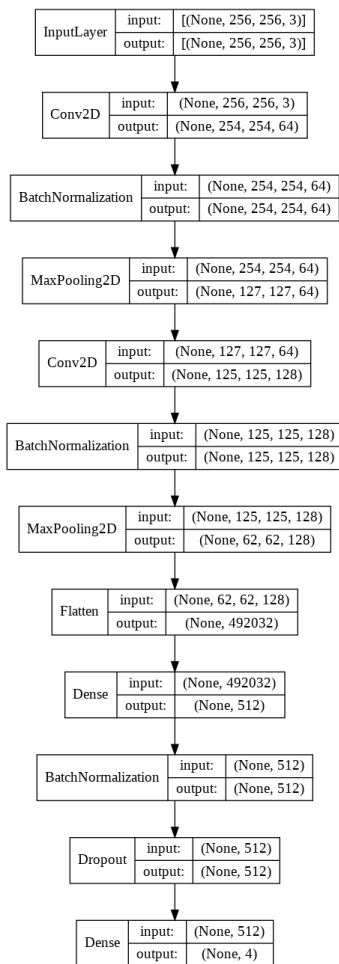 InputLayer input: [(None, 256, 256, 3)]
output: [(None, 256, 256, 3)]
Conv2D input: (None, 256, 256, 3)
output: (None, 254, 254, 64)
BatchNormalization input: (None, 254, 254, 64)
output: (None, 254, 254, 64)
MaxPooling2D input: (None, 254, 254, 64)
output: (None, 127, 127, 64)
Conv2D input: (None, 127, 127, 64)
output: (None, 125, 125, 128)
BatchNormalization input: (None, 125, 125, 128)
output: (None, 125, 125, 128)
MaxPooling2D input: (None, 125, 125, 128)
output: (None, 62, 62, 128)
Flatten input: (None, 62, 62, 128)
output: (None, 492032)
Dense input: (None, 492032)
output: (None, 512)
BatchNormalization input: (None, 512)
output: (None, 512)
Dropout input: (None, 512)
output: (None, 512)
Dense input: (None, 512)
output: (None, 4)